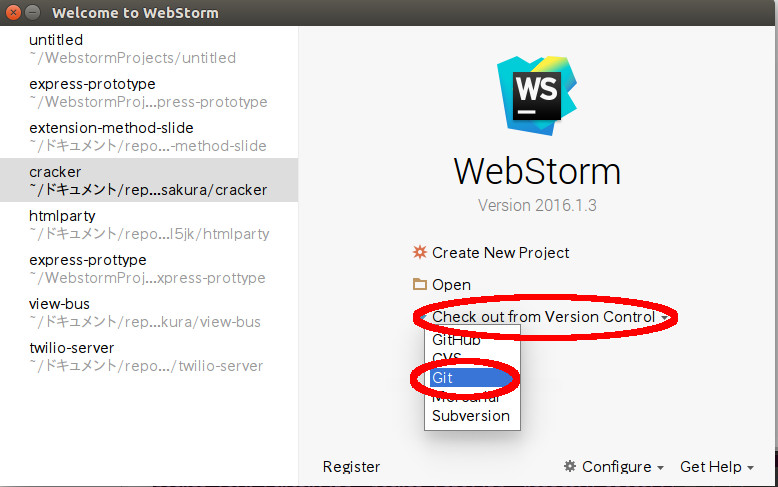 Welcome to WebStorm
untitled
~/WebstormProjects/untitled
express-prototype
~/WebstormProj...press-prototype
extension-method-slide
~/ドキュメント/repo...-method-slide
cracker
~/ドキュメント/rep...sakura/cracker
htmlparty
~/ドキュメント/repo...l5jk/htmlparty
express-prottype
~/WebstormProj...xpress-prottype
view-bus
~/ドキュメント/repo...kura/view-bus
twilio-server
~/ドキュメント/repo.../twilio-server
WS
WebStorm
Version 2016.1.3
Create New Project
Open
Check out from Version Control
GitHub
CVS
Git
Mercurial
Subversion
Register
Configure
Get Help